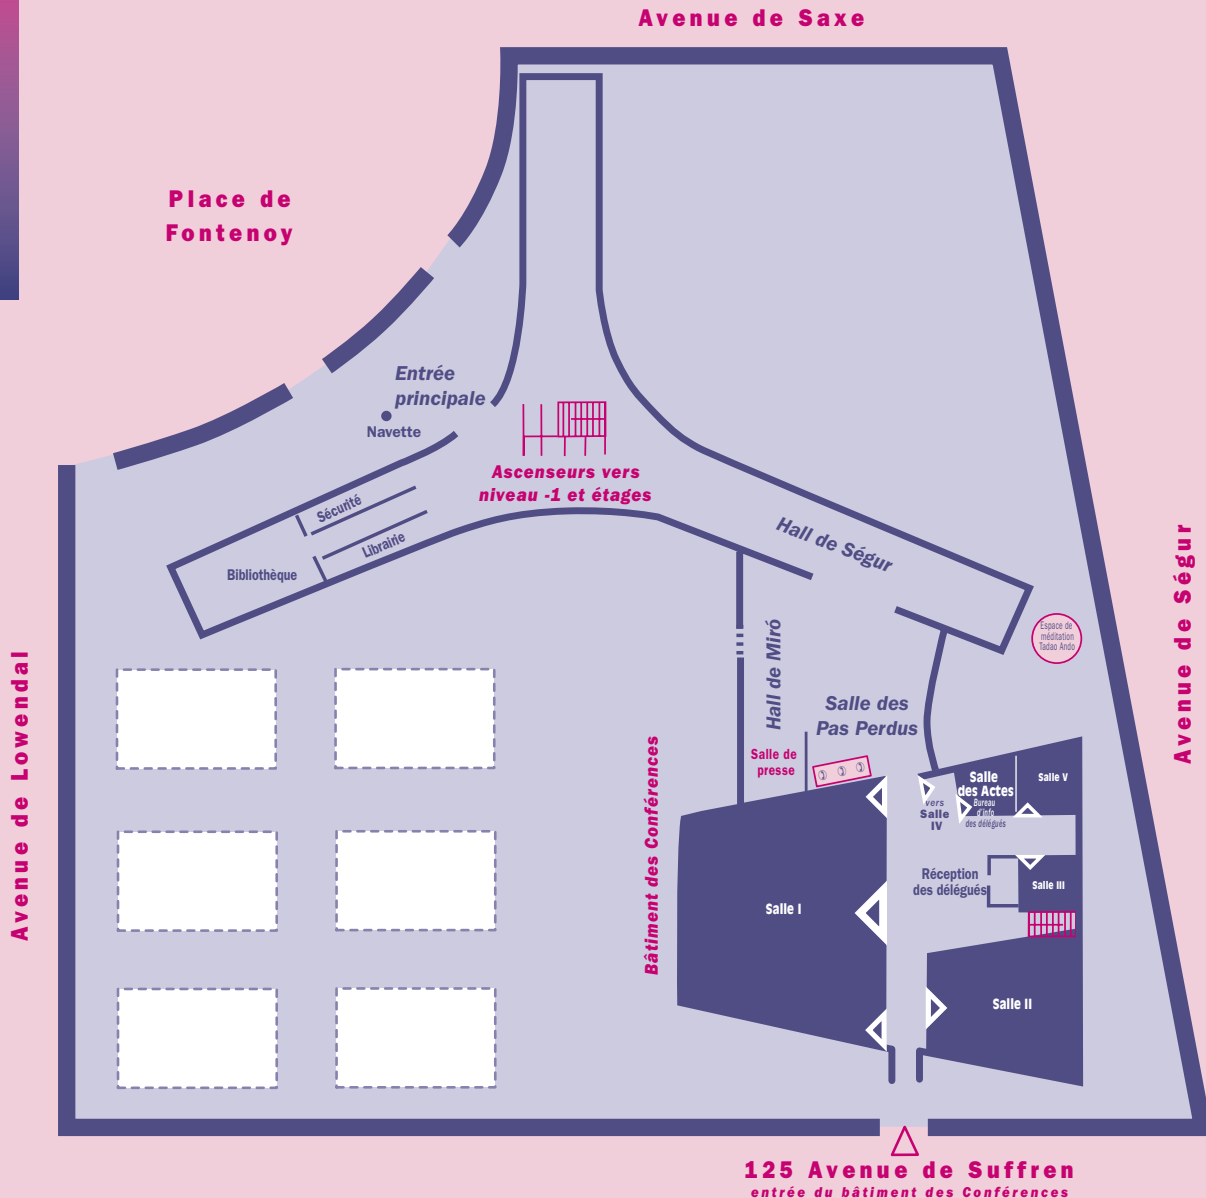 Avenue de Saxe
Place de
Fontenoy
Entrée
principale
Navette
Ascenseurs vers
niveau -1 et étages
Sécurité
Librairie
Bibliothèque
Hall de Ségur
Espace de
méditation
Tadao Ando
Avenue de Ségur
Avenue de Lowendal
Hall de Miró
Salle des
Pas Perdus
Salle de
presse
Bâtiment des Conférences
Salle
des Actes
Bureau
d'info
des délégués
Salle V
vers
Salle
IV
Réception
des délégués
Salle III
Salle I
Salle II
125 Avenue de Suffren
entrée du bâtiment des Conférences